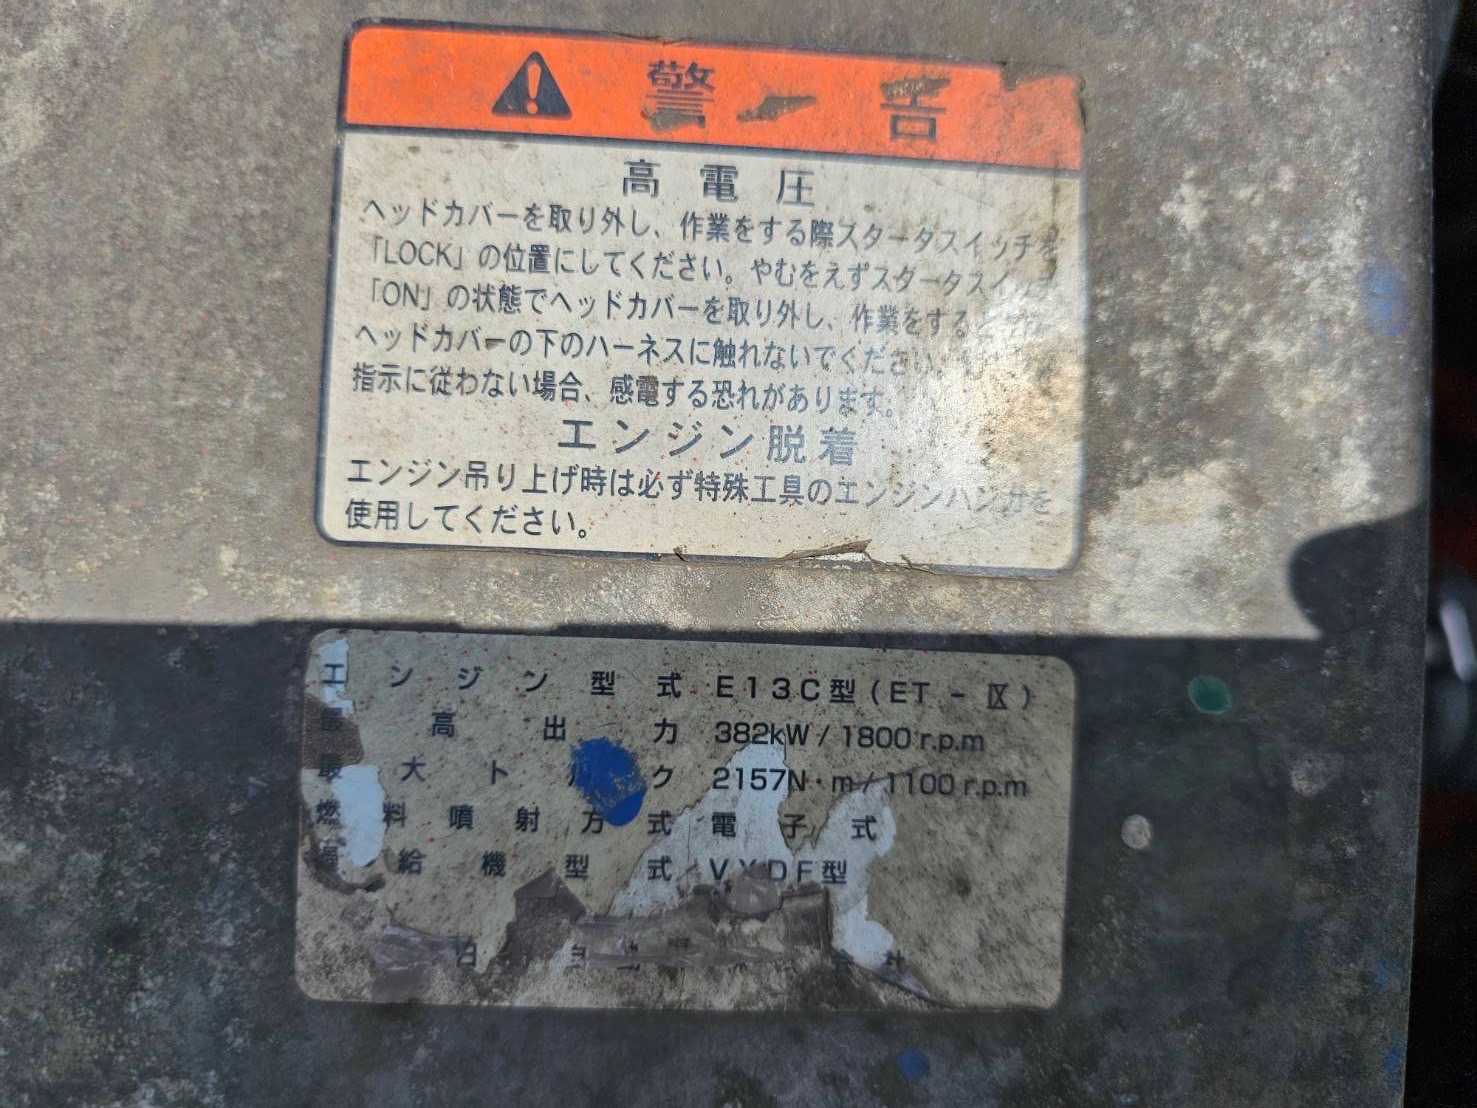 警告
高電圧
ヘッドカバーを取り外し、作業をする際スタータスイッチを
「LOCK」の位置にしてください。やむをえずスタータスイッチ
「ON」の状態でヘッドカバーを取り外し、作業をする
ヘッドカバーの下のハーネスに触れないでください。
指示に従わない場合、感電する恐れがあります。
エンジン脱着
エンジン吊り上げ時は必ず特殊工具のエンジンハンガを
使用してください。
エンジン型式 E13C型(ET-Ⅸ)
最高出力 382kW/1800r.p.m
最大トルク 2157N·m/1100r.p.m
燃料噴射方式 電子式
給機型式 V DF型
日 自動